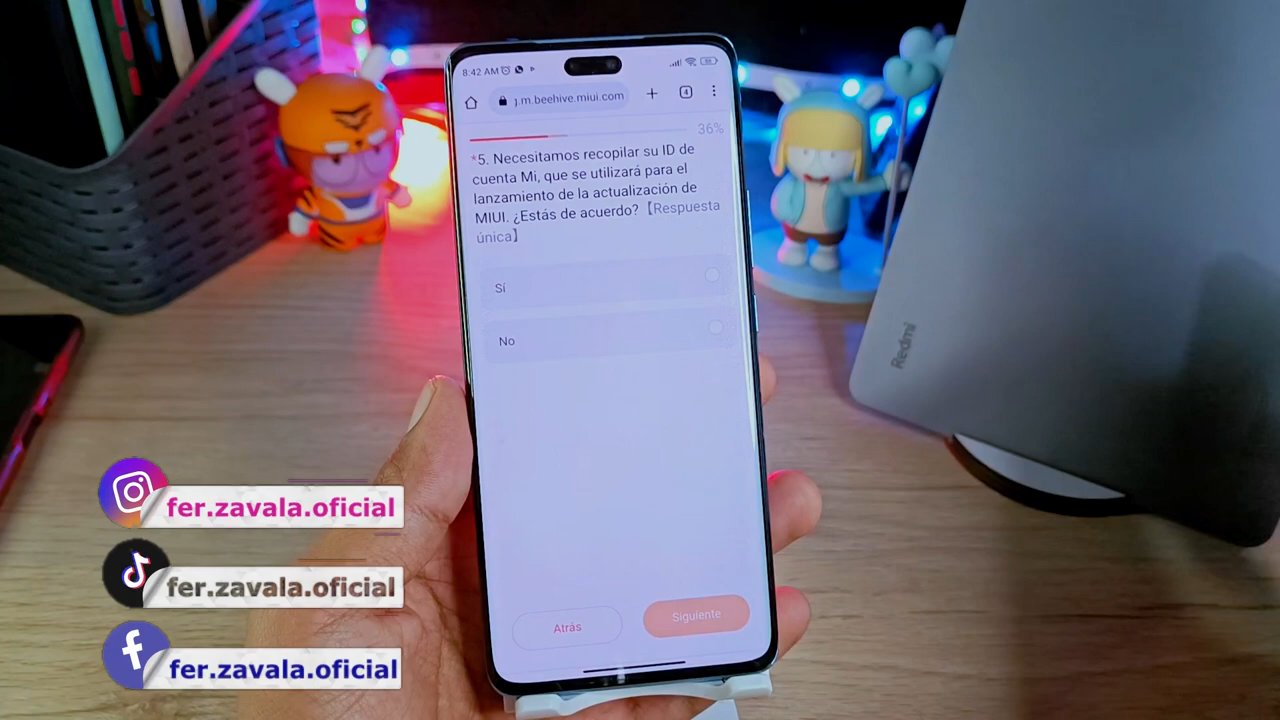 8:42 AM
].m.beehive.miui.com
4
36%
*5. Necesitamos recopilar su ID de
cuenta Mi, que se utilizará para el
lanzamiento de la actualización de
MIUI. ¿Estás de acuerdo?【Respuesta
única】
Sí
No
Atrás
Siguiente
Redmi
fer.zavala.oficial
fer.zavala.oficial
fer.zavala.oficial